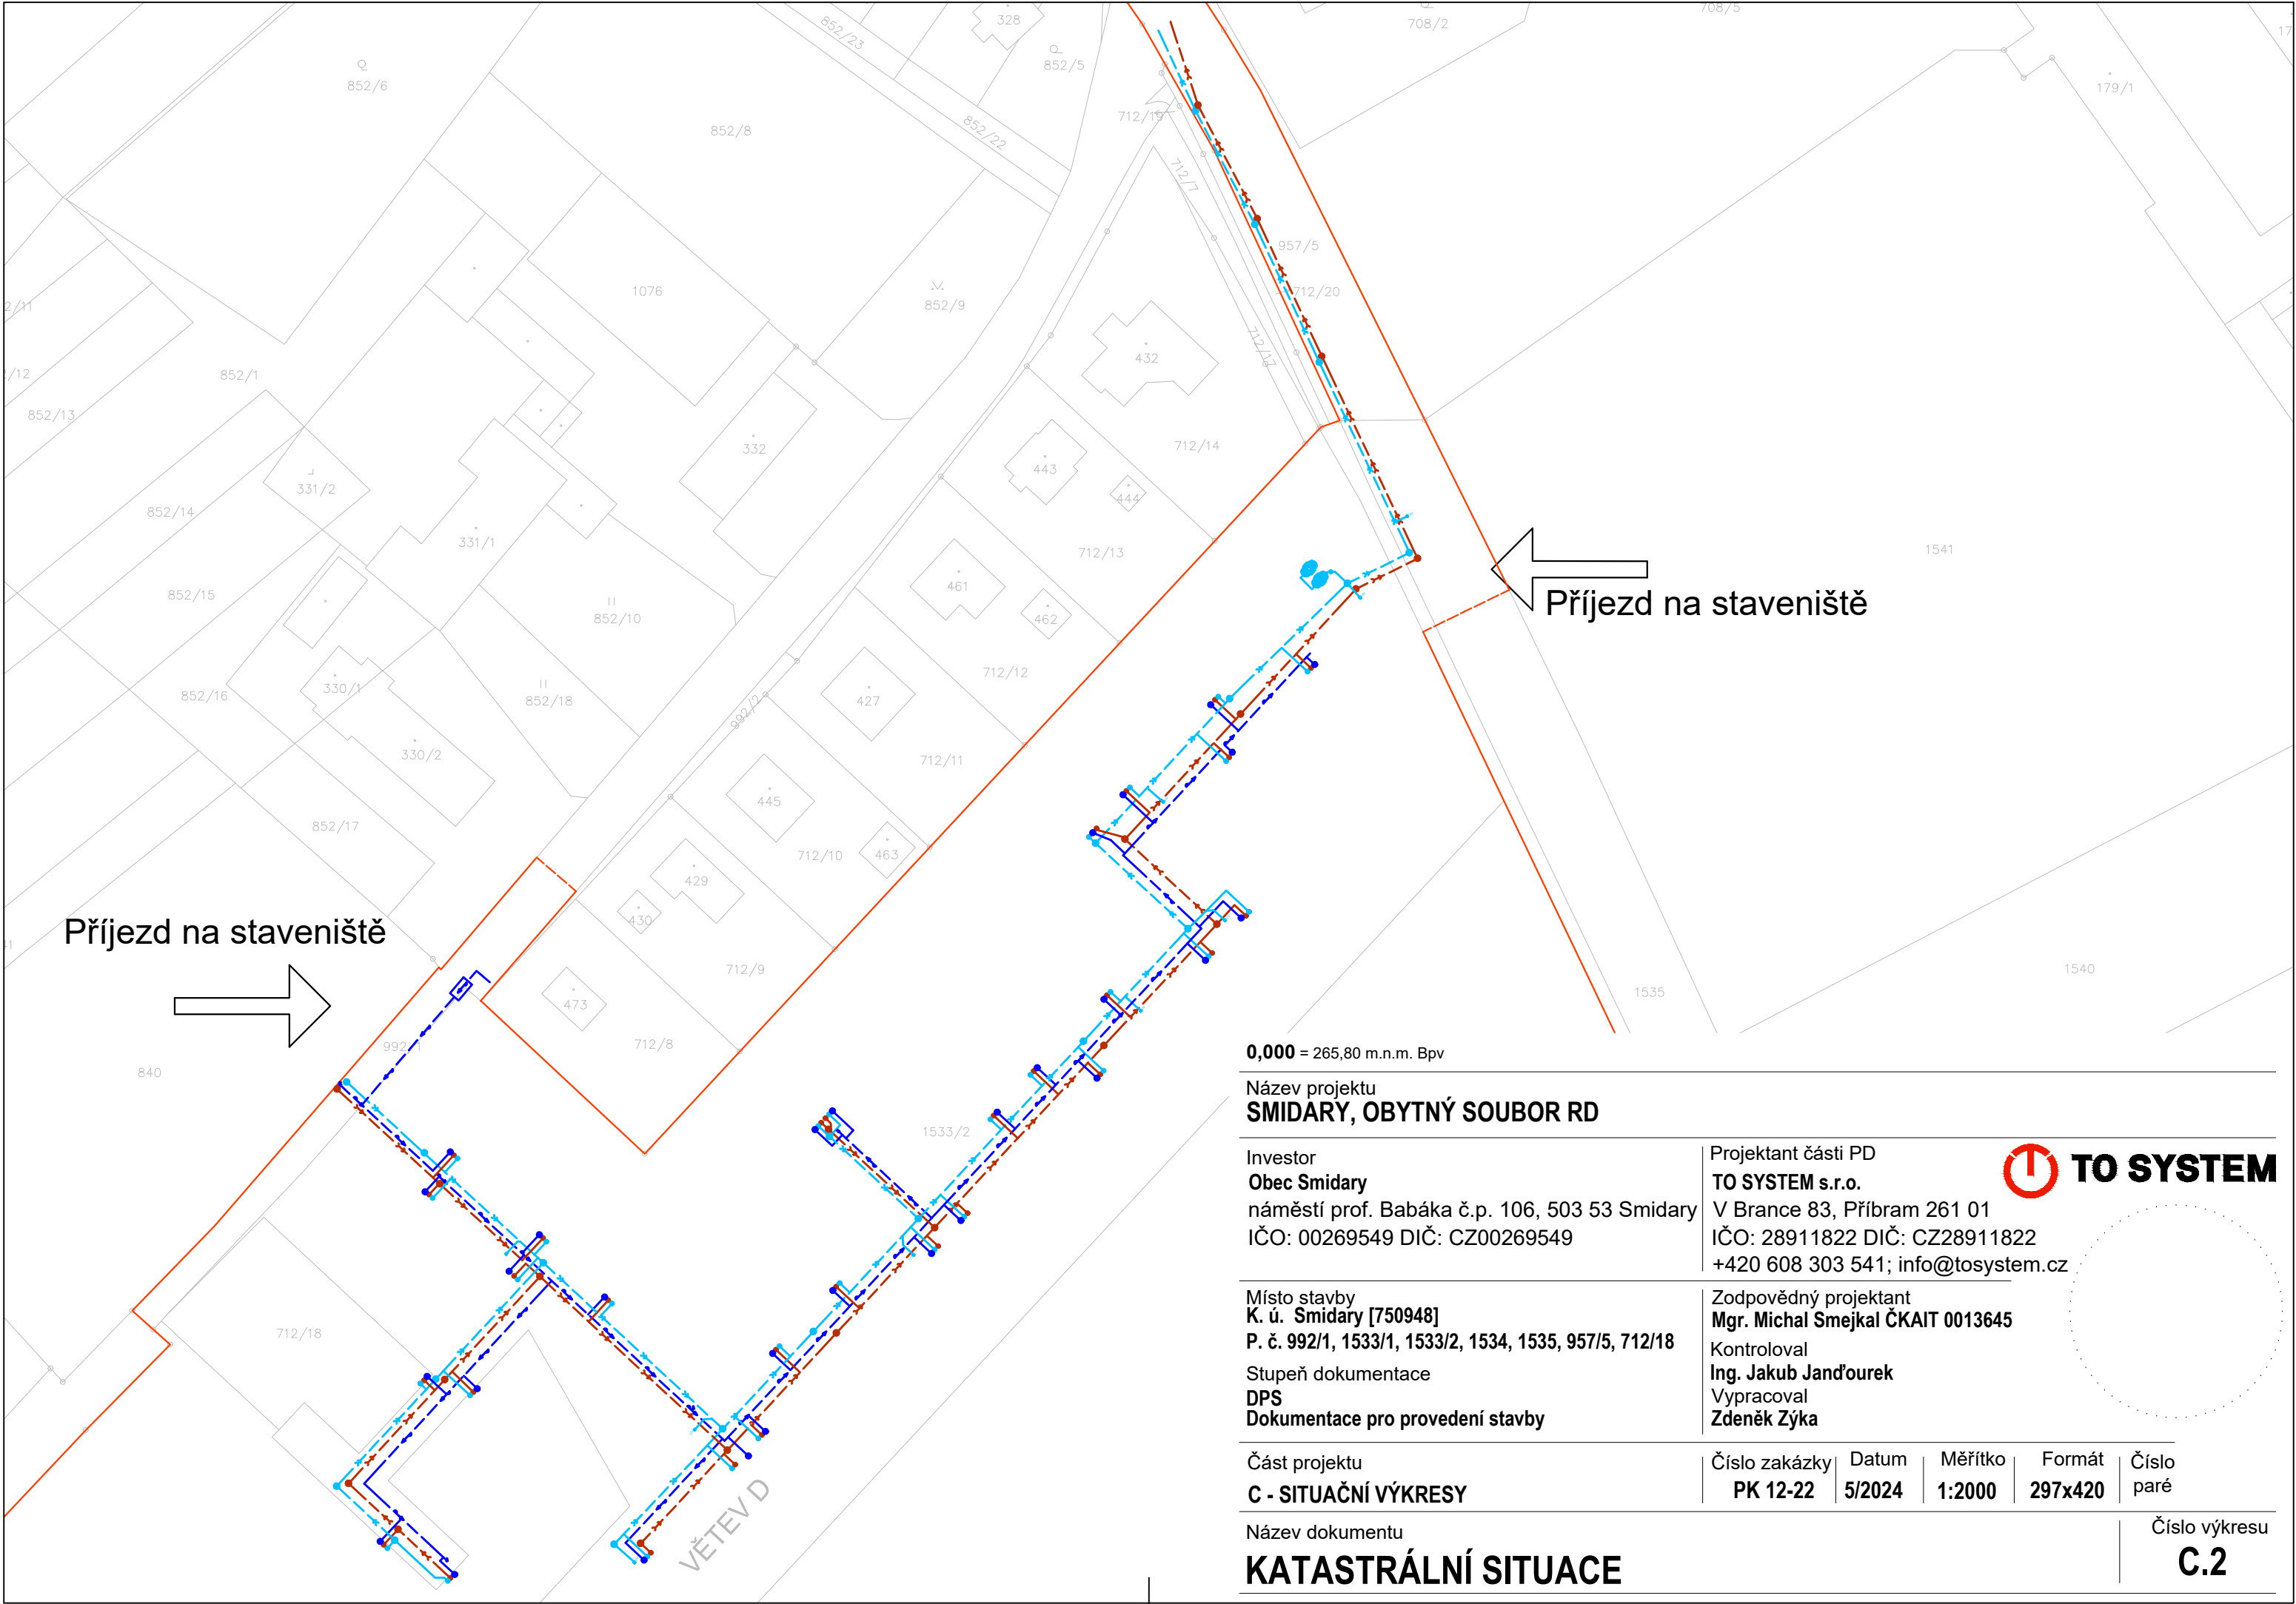 328
852/23
852/5
852/6
708/2
708/5
179/1
852/8
852/22
712/19
712/7
957/5
712/20
1076
852/9
432
712/17
2/11
/12
852/1
852/13
332
712/14
443
444
331/2
852/14
331/1
712/13
1541
Příjezd na staveniště
852/15
461
462
852/10
712/12
330/1
852/16
852/18
427
992/2
330/2
712/11
445
852/17
712/10
463
429
430
Příjezd na staveniště
712/9
1540
473
1535
992/1
712/8
840
1533/2
712/18
VĚTEV D
0,000 = 265,80 m.n.m. Bpv
Název projektu
SMIDARY, OBYTNÝ SOUBOR RD
Investor
Obec Smidary
náměstí prof. Babáka č.p. 106, 503 53 Smidary
IČO: 00269549 DIČ: CZ00269549
Projektant části PD
TO SYSTEM s.r.o.
V Brance 83, Příbram 261 01
IČO: 28911822 DIČ: CZ28911822
+420 608 303 541; info@tosystem.cz
TO SYSTEM
Místo stavby
K. ú. Smidary [750948]
P. č. 992/1, 1533/1, 1533/2, 1534, 1535, 957/5, 712/18
Stupeň dokumentace
DPS
Dokumentace pro provedení stavby
Zodpovědný projektant
Mgr. Michal Smejkal ČKAIT 0013645
Kontroloval
Ing. Jakub Janďourek
Vypracoval
Zdeněk Zýka
Část projektu
C - SITUAČNÍ VÝKRESY
Číslo zakázky
PK 12-22
Datum
5/2024
Měřítko
1:2000
Formát
297x420
Číslo
paré
Název dokumentu
KATASTRÁLNÍ SITUACE
Číslo výkresu
C.2